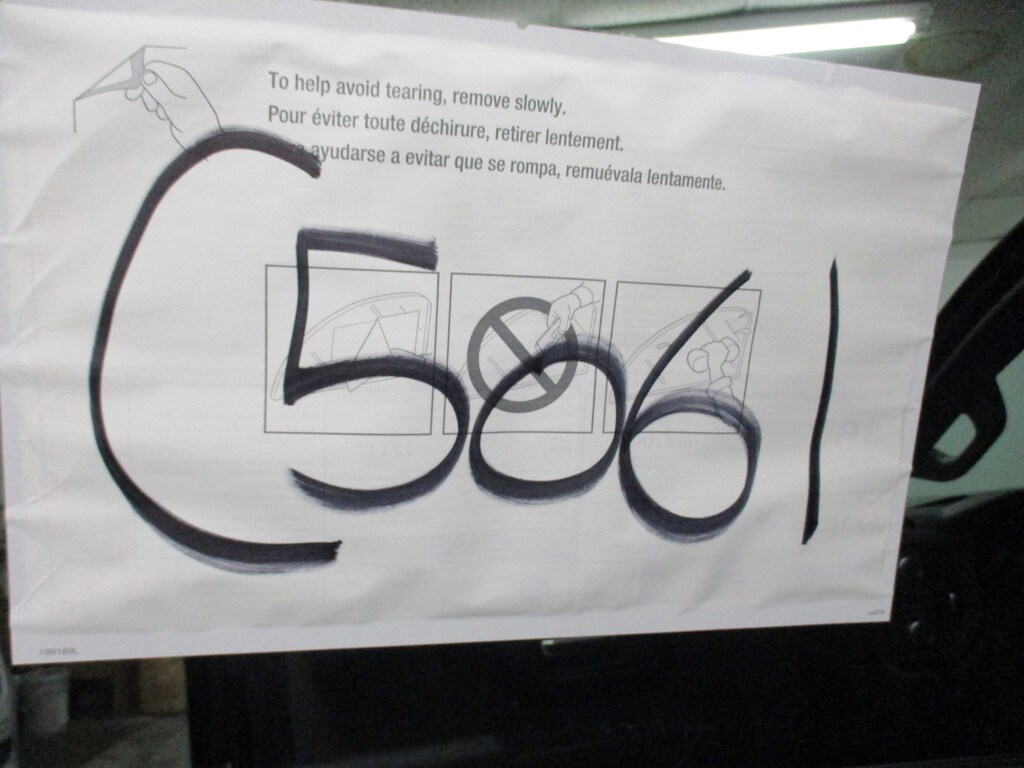 To help avoid tearing, remove slowly.
Pour éviter toute déchirure, retirer lentement.
Para ayudarse a evitar que se rompa, remuévala lentamente.
C5061